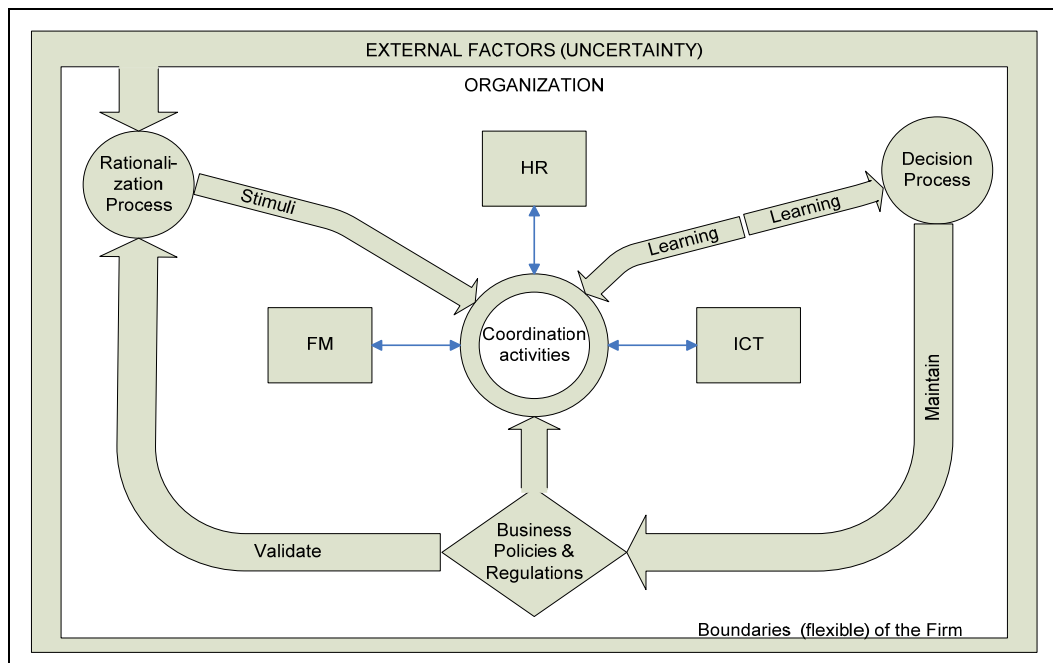 EXTERNAL FACTORS (UNCERTAINTY)
ORGANIZATION
Rationali-
zation
Process
Stimuli
HR
Learning
Learning
Decision
Process
FM
Coordination
activities
ICT
Maintain
Validate
Business
Policies &
Regulations
Boundaries (flexible) of the Firm